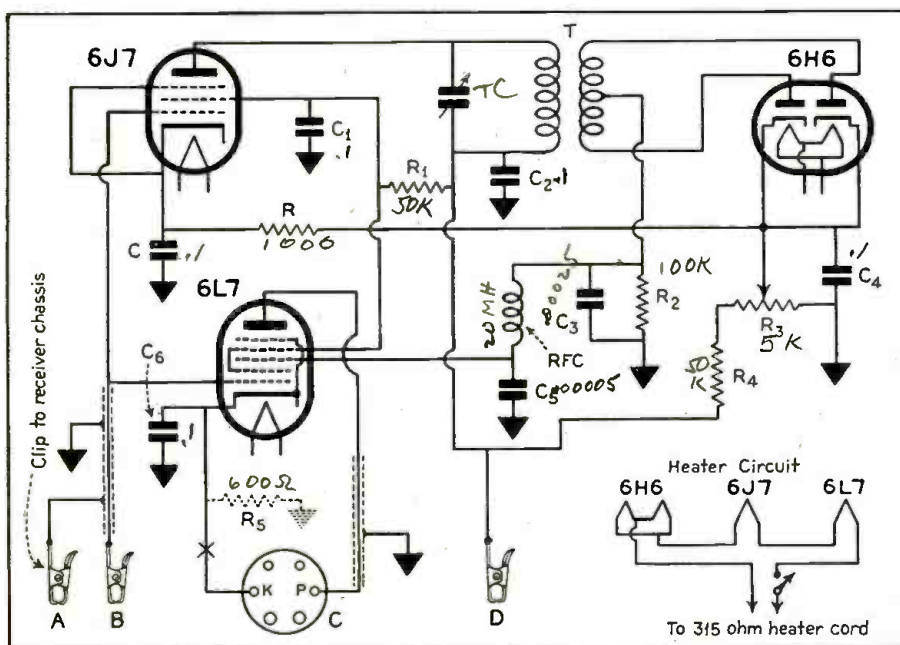 T
6J7
6H6
TC
C1
.1
C2 .1
R1
50K
R
1000
C
.1
100K
R2
.1
C4
6L7
20MH
.00025
C3
RFC
C5 .00005
R3
5K
50K
R4
C6
.1
Clip to receiver chassis
600Ω
R5
K
P
A
B
C
D
Heater Circuit
6H6
6J7
6L7
To 315 ohm heater cord